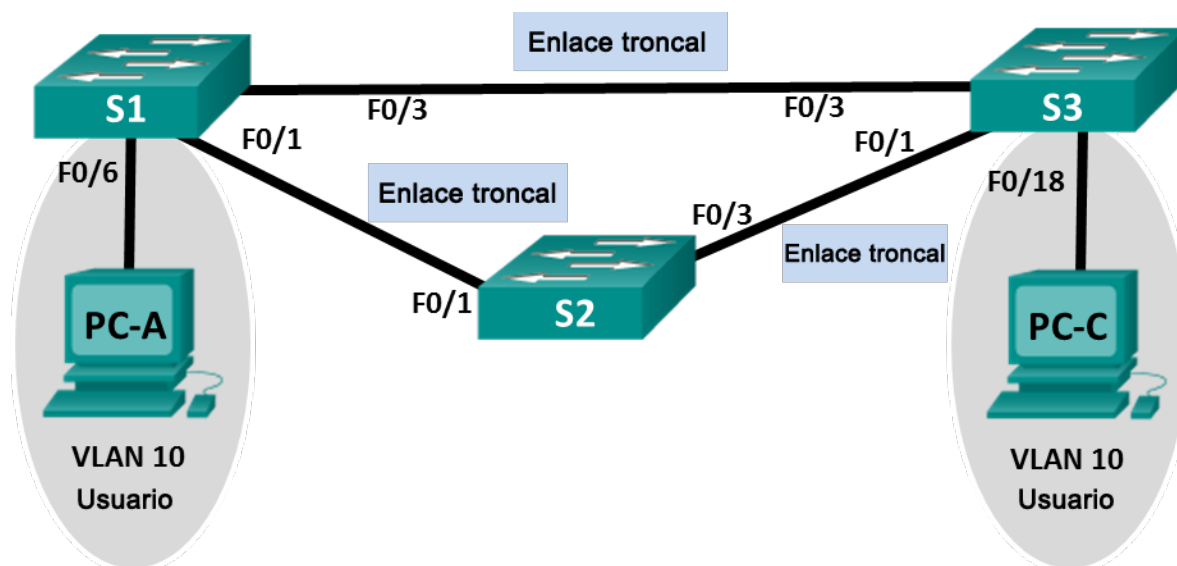 Enlace troncal
S1
S3
F0/3
F0/3
F0/1
F0/1
F0/6
F0/18
Enlace troncal
F0/3
Enlace troncal
F0/1
S2
PC-A
PC-C
VLAN 10
Usuario
VLAN 10
Usuario